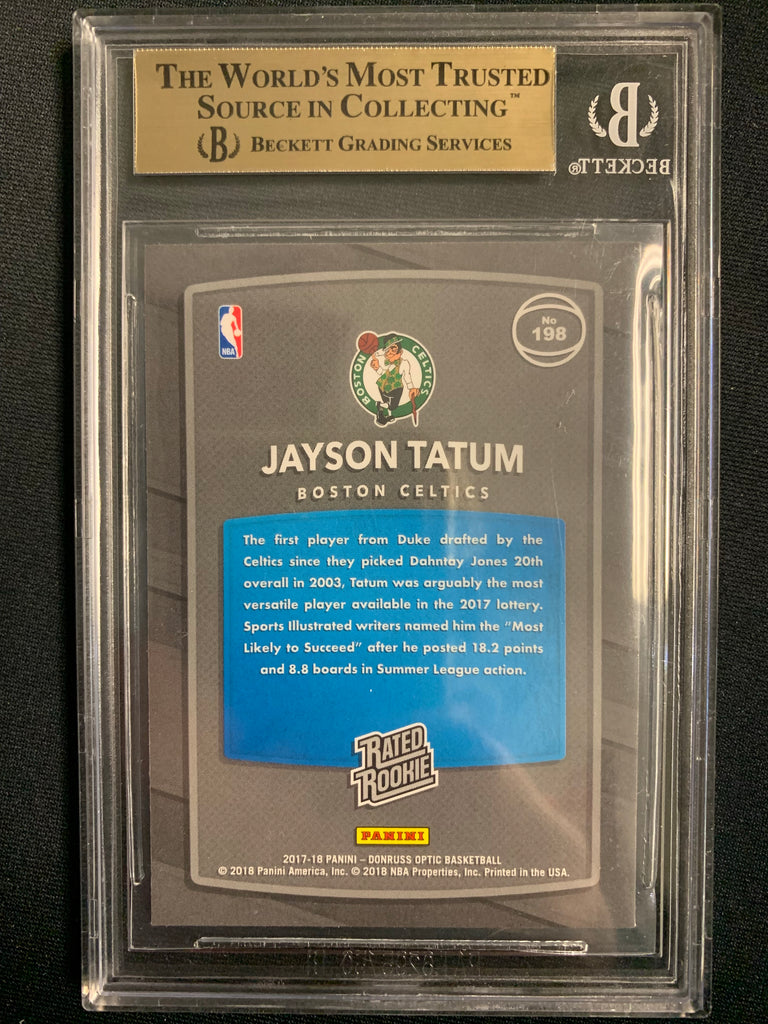 THE WORLD'S MOST TRUSTED
SOURCE IN COLLECTING™
B BECKETT GRADING SERVICES
B
BECKETT®
NBA
No
198
BOSTON CELTICS
JAYSON TATUM
BOSTON CELTICS
The first player from Duke drafted by the
Celtics since they picked Dahntay Jones 20th
overall in 2003, Tatum was arguably the most
versatile player available in the 2017 lottery.
Sports Illustrated writers named him the "Most
Likely to Succeed" after he posted 18.2 points
and 8.8 boards in Summer League action.
RATED
ROOKIE
PANINI
2017-18 PANINI – DONRUSS OPTIC BASKETBALL
© 2018 Panini America, Inc. © 2018 NBA Properties, Inc. Printed in the USA.